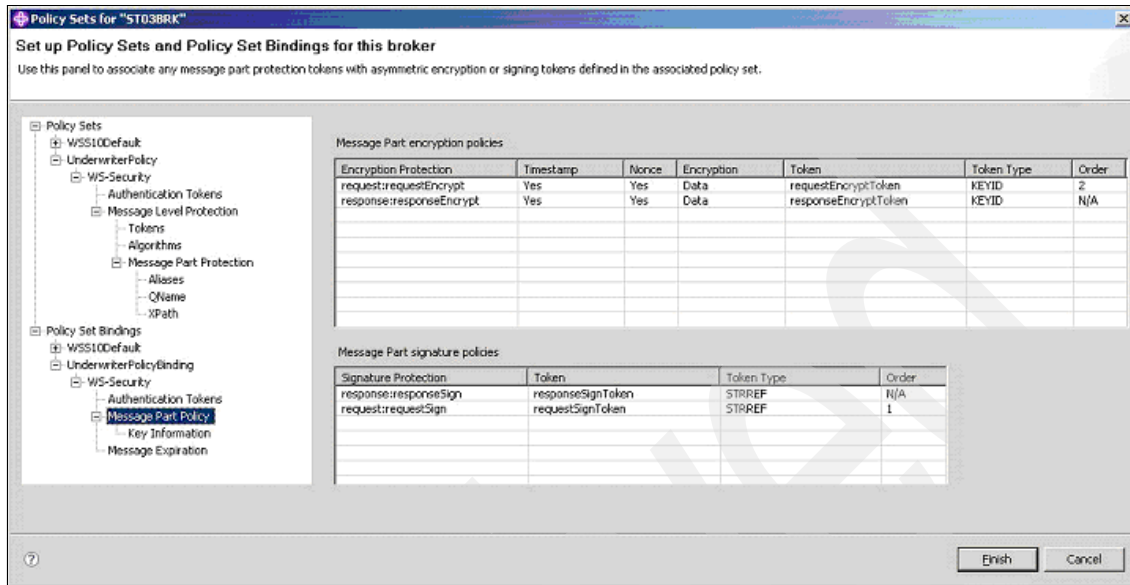 Policy Sets for "ST03BRK"
Set up Policy Sets and Policy Set Bindings for this broker
Use this panel to associate any message part protection tokens with asymmetric encryption or signing tokens defined in the associated policy set.
Policy Sets
WSS10Default
UnderwriterPolicy
WS-Security
Authentication Tokens
Message Level Protection
Tokens
Algorithms
Message Part Protection
Aliases
QName
XPath
Policy Set Bindings
WSS10Default
UnderwriterPolicyBinding
WS-Security
Authentication Tokens
Message Part Policy
Key Information
Message Expiration
Message Part encryption policies
Encryption Protection Timestamp Nonce Encryption Token Token Type Order
request:requestEncrypt Yes Yes Data requestEncryptToken KEYID 2
response:responseEncrypt Yes Yes Data responseEncryptToken KEYID N/A
Message Part signature policies
Signature Protection Token Token Type Order
response:responseSign responseSignToken STRREF N/A
request:requestSign requestSignToken STRREF 1
Finish Cancel